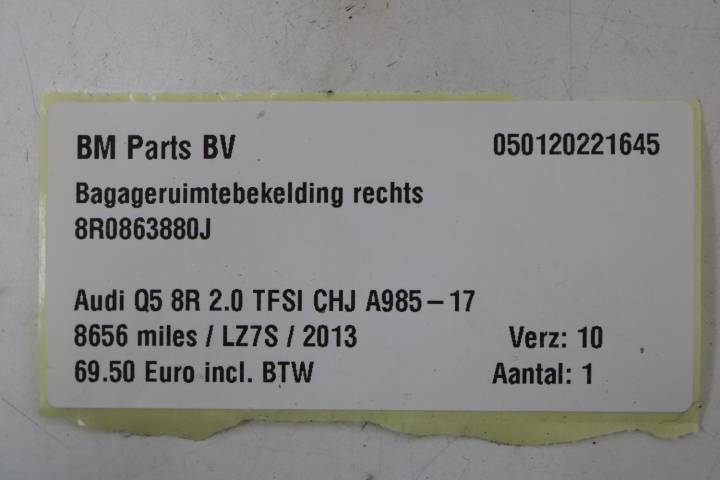 BM Parts BV 050120221645
Bagageruimtebekelding rechts
8R0863880J
Audi Q5 8R 2.0 TFSI CHJ A985-17
8656 miles / LZ7S / 2013 Verz: 10
69.50 Euro incl. BTW Aantal: 1